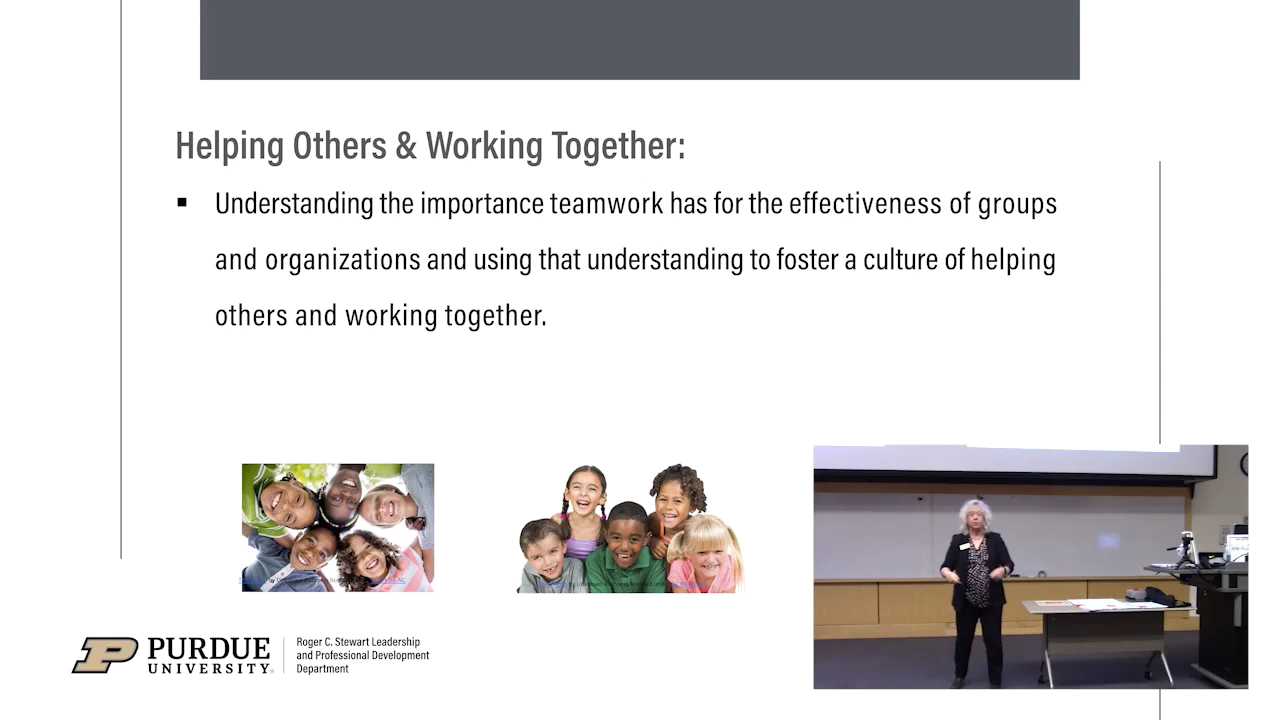 Helping Others & Working Together:
▪ Understanding the importance teamwork has for the effectiveness of groups
and organizations and using that understanding to foster a culture of helping
others and working together.
PURDUE
UNIVERSITY®
Roger C. Stewart Leadership
and Professional Development
Department